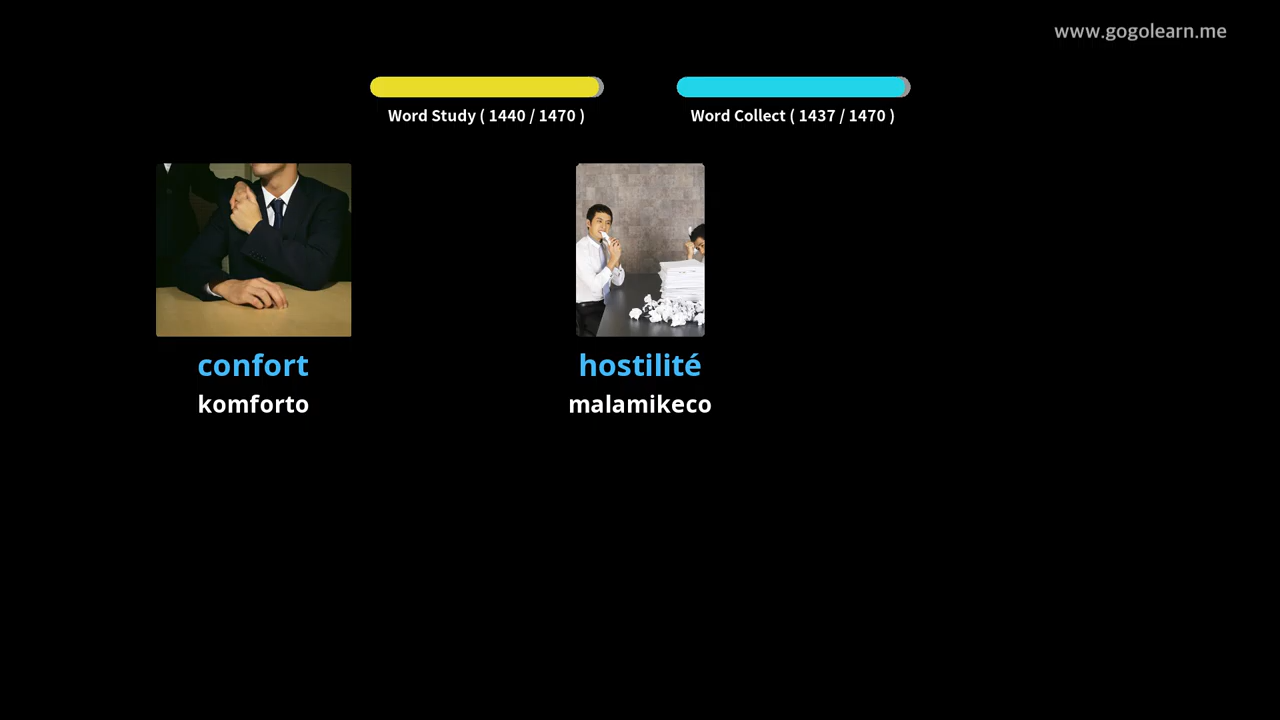 www.gogolearn.me
Word Study ( 1440 / 1470 )
Word Collect ( 1437 / 1470 )
confort
komforto
hostilité
malamikeco